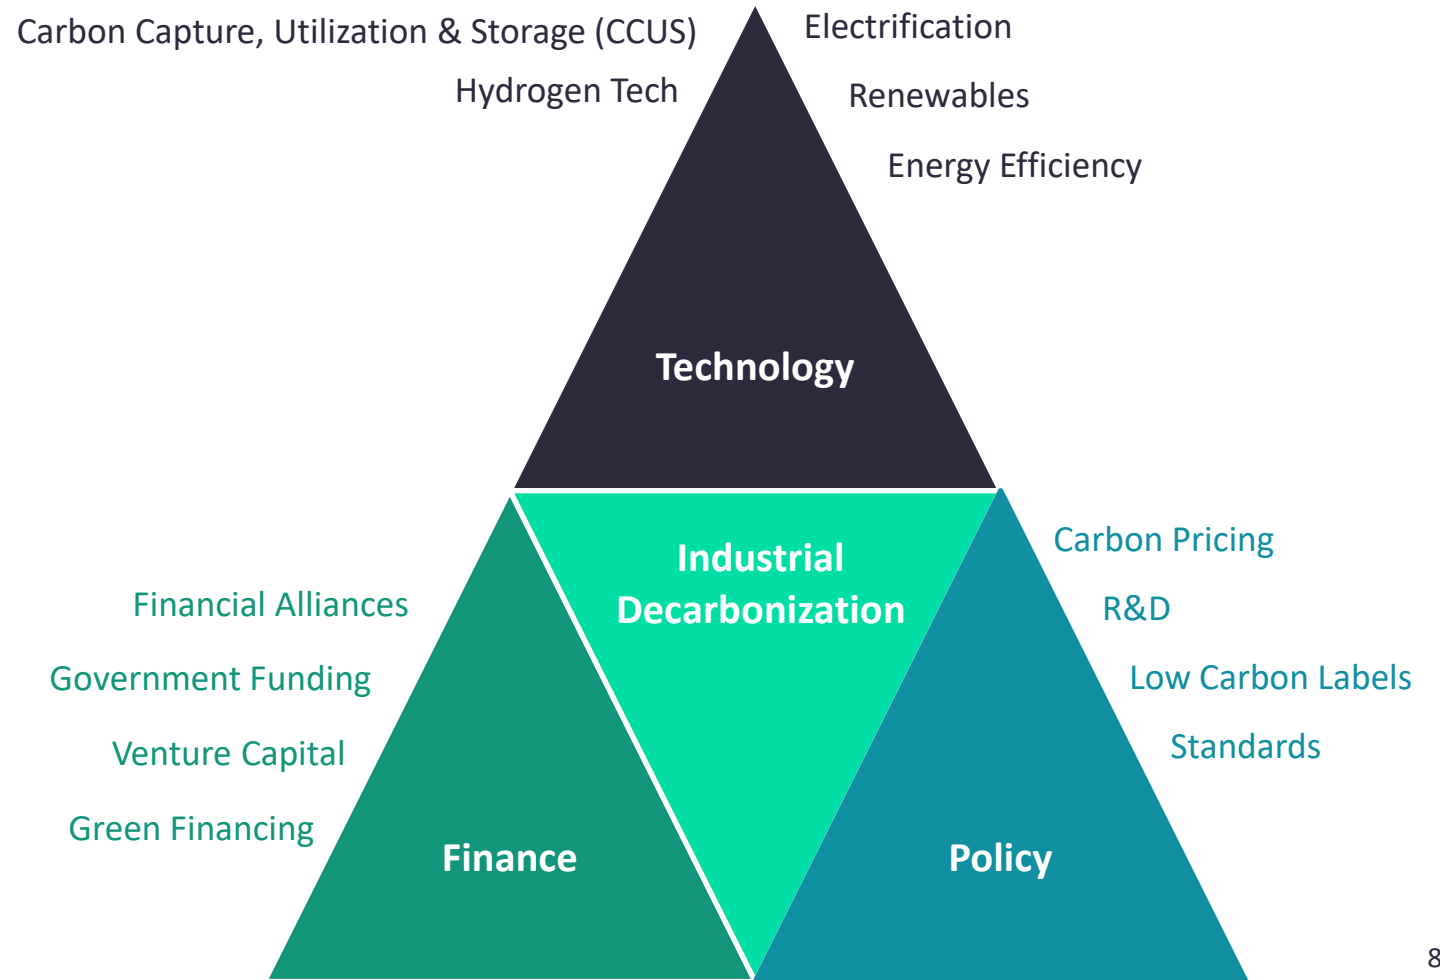 Carbon Capture, Utilization & Storage (CCUS)
Hydrogen Tech
Electrification
Renewables
Energy Efficiency
Technology
Industrial
Decarbonization
Financial Alliances
Government Funding
Venture Capital
Green Financing
Finance
Carbon Pricing
R&D
Low Carbon Labels
Standards
Policy
8